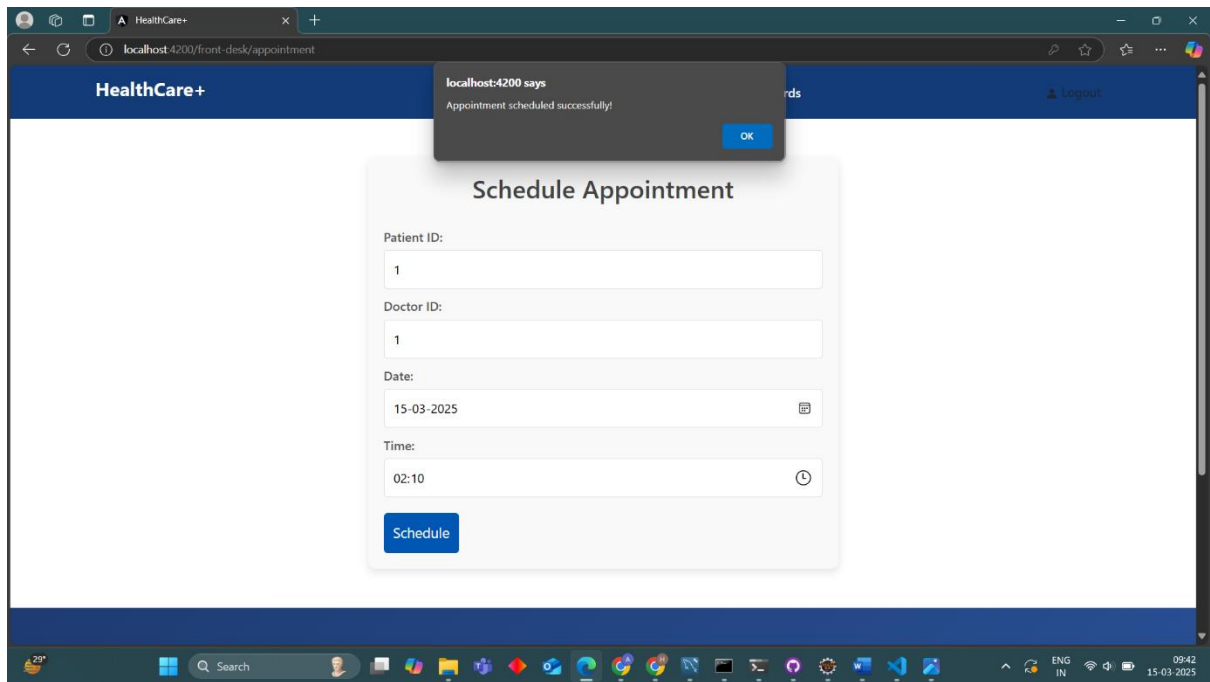 HealthCare+
localhost:4200/front-desk/appointment
HealthCare+
localhost:4200 says
Appointment scheduled successfully!
OK
rds
Logout
Schedule Appointment
Patient ID:
1
Doctor ID:
1
Date:
15-03-2025
Time:
02:10
Schedule
29°
Search
ENG
IN
09:42
15-03-2025